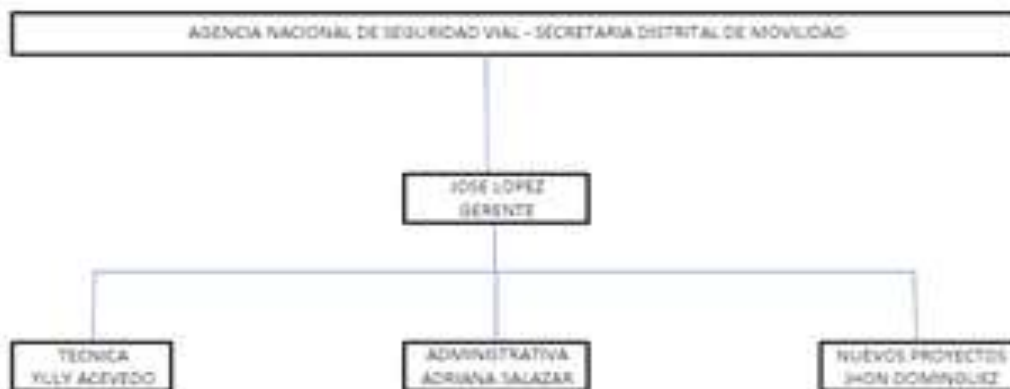 AGENCIA NACIONAL DE SEGURIDAD VIAL - SECRETARIA DISTRITAL DE MOVILIDAD
JOSE LOPEZ
GERENTE
TECNICA
YULY ACEVEDO
ADMINISTRATIVA
ADRIANA SALAZAR
NUEVOS PROYECTOS
JHON DOMINGUEZ